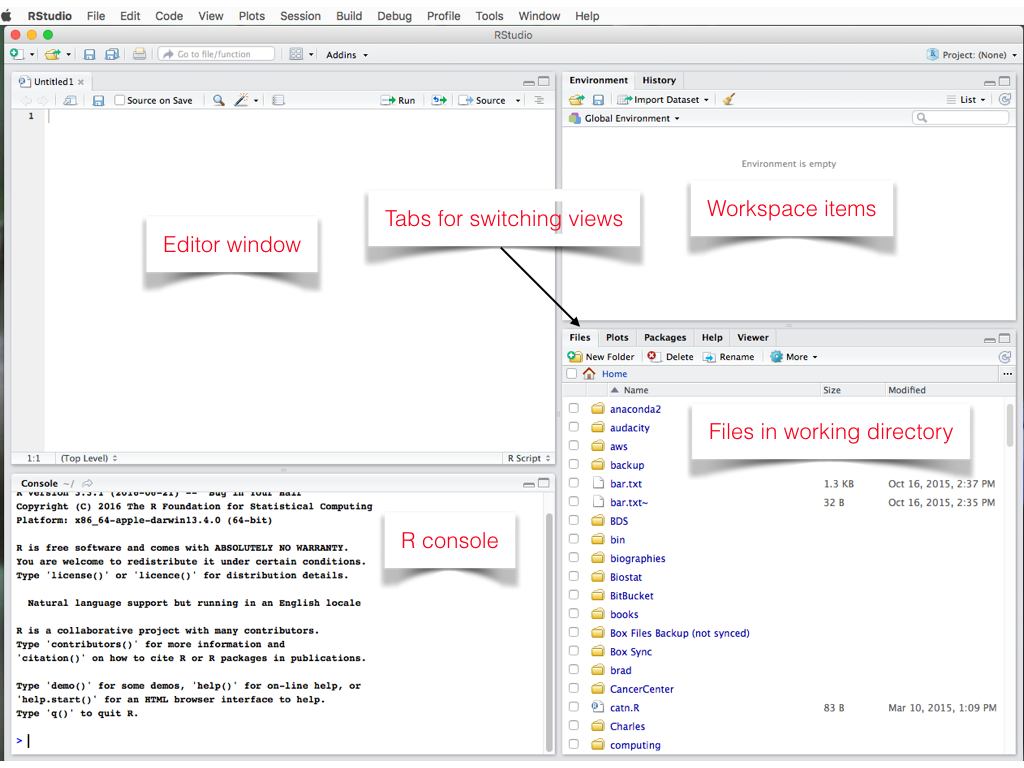 RStudio File Edit Code View Plots Session Build Debug Profile Tools Window Help
RStudio
Go to file/function Addins Project: (None)
Untitled1
Source on Save Run Source
1
Editor window
Tabs for switching views
1:1 (Top Level) R Script
Environment History
Import Dataset List
Global Environment
Environment is empty
Workspace items
Console ~/
R version 3.3.1 (2016-06-21) -- "Bug in Your Hair"
Copyright (C) 2016 The R Foundation for Statistical Computing
Platform: x86_64-apple-darwin13.4.0 (64-bit)
R is free software and comes with ABSOLUTELY NO WARRANTY.
You are welcome to redistribute it under certain conditions.
Type 'license()' or 'licence()' for distribution details.
Natural language support but running in an English locale
R is a collaborative project with many contributors.
Type 'contributors()' for more information and
'citation()' on how to cite R or R packages in publications.
Type 'demo()' for some demos, 'help()' for on-line help, or
'help.start()' for an HTML browser interface to help.
Type 'q()' to quit R.
>
R console
Files Plots Packages Help Viewer
New Folder Delete Rename More
Home ...
Name Size Modified
anaconda2
audacity
aws
backup
bar.txt 1.3 KB Oct 16, 2015, 2:37 PM
bar.txt~ 32 B Oct 16, 2015, 2:35 PM
BDS
bin
biographies
Biostat
BitBucket
books
Box Files Backup (not synced)
Box Sync
brad
CancerCenter
catn.R 83 B Mar 10, 2015, 1:09 PM
Charles
computing
Files in working directory